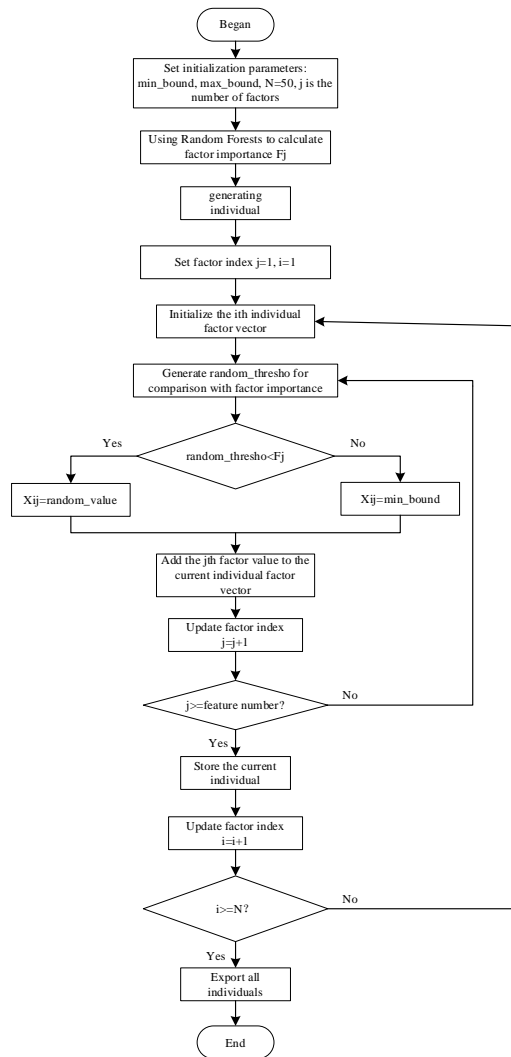 Began
Set initialization parameters:
min_bound, max_bound, N=50, j is the
number of factors
Using Random Forests to calculate
factor importance Fj
generating
individual
Set factor index j=1, i=1
Initialize the ith individual
factor vector
Generate random_thresho for
comparison with factor importance
Yes
random_thresho<Fj
No
Xij=random_value
Xij=min_bound
Add the jth factor value to the
current individual factor
vector
Update factor index
j=j+1
j>=feature number?
No
Yes
Store the current
individual
Update factor index
i=i+1
i>=N?
No
Yes
Export all
individuals
End